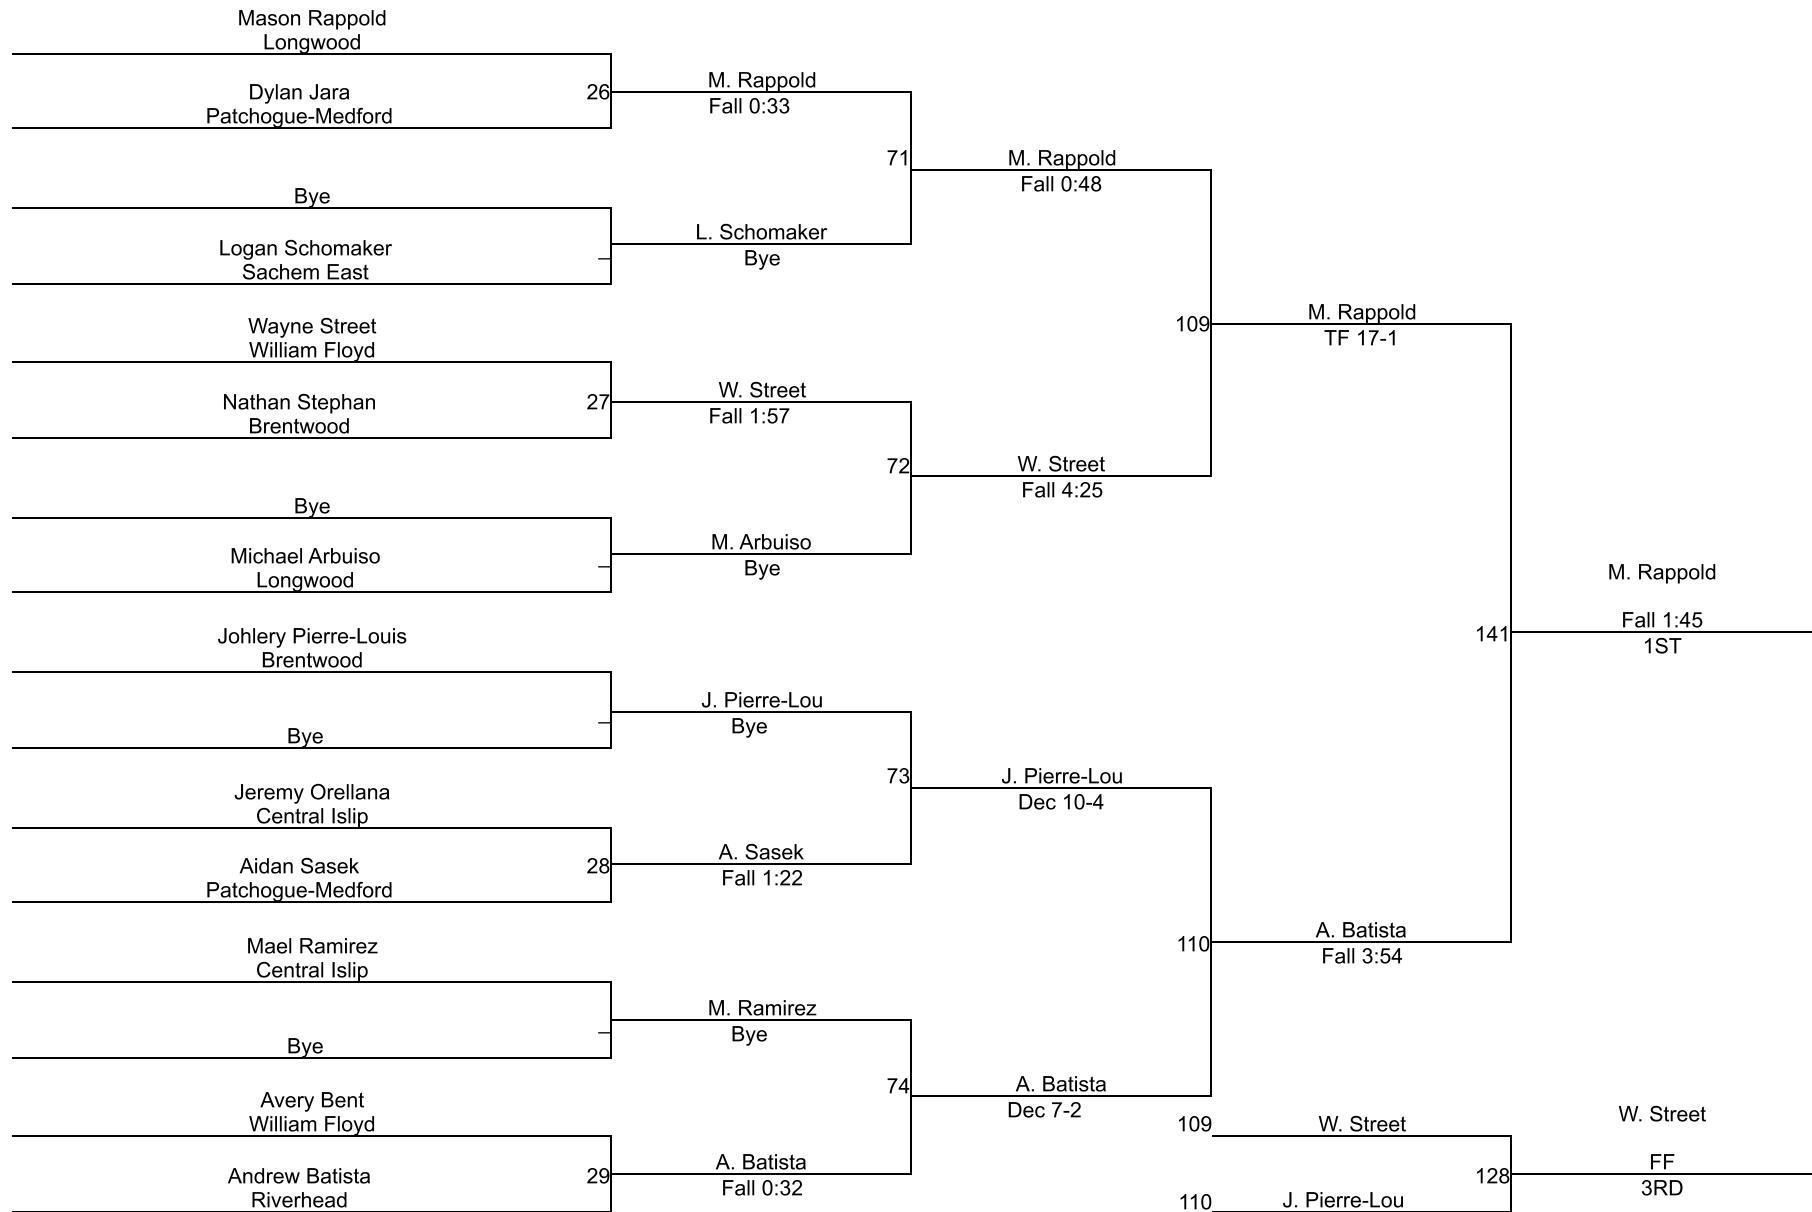 Mason Rappold
Longwood
Dylan Jara
Patchogue-Medford
26
M. Rappold
Fall 0:33
71
M. Rappold
Fall 0:48
Bye
Logan Schomaker
Sachem East
L. Schomaker
Bye
109
M. Rappold
TF 17-1
Wayne Street
William Floyd
Nathan Stephan
Brentwood
27
W. Street
Fall 1:57
72
W. Street
Fall 4:25
Bye
Michael Arbuiso
Longwood
M. Arbuiso
Bye
141
M. Rappold
Fall 1:45
1ST
Johlery Pierre-Louis
Brentwood
Bye
J. Pierre-Lou
Bye
73
J. Pierre-Lou
Dec 10-4
Jeremy Orellana
Central Islip
Aidan Sasek
Patchogue-Medford
28
A. Sasek
Fall 1:22
110
A. Batista
Fall 3:54
Mael Ramirez
Central Islip
Bye
M. Ramirez
Bye
74
A. Batista
Dec 7-2
Avery Bent
William Floyd
Andrew Batista
Riverhead
29
A. Batista
Fall 0:32
109
W. Street
110
J. Pierre-Lou
128
W. Street
FF
3RD